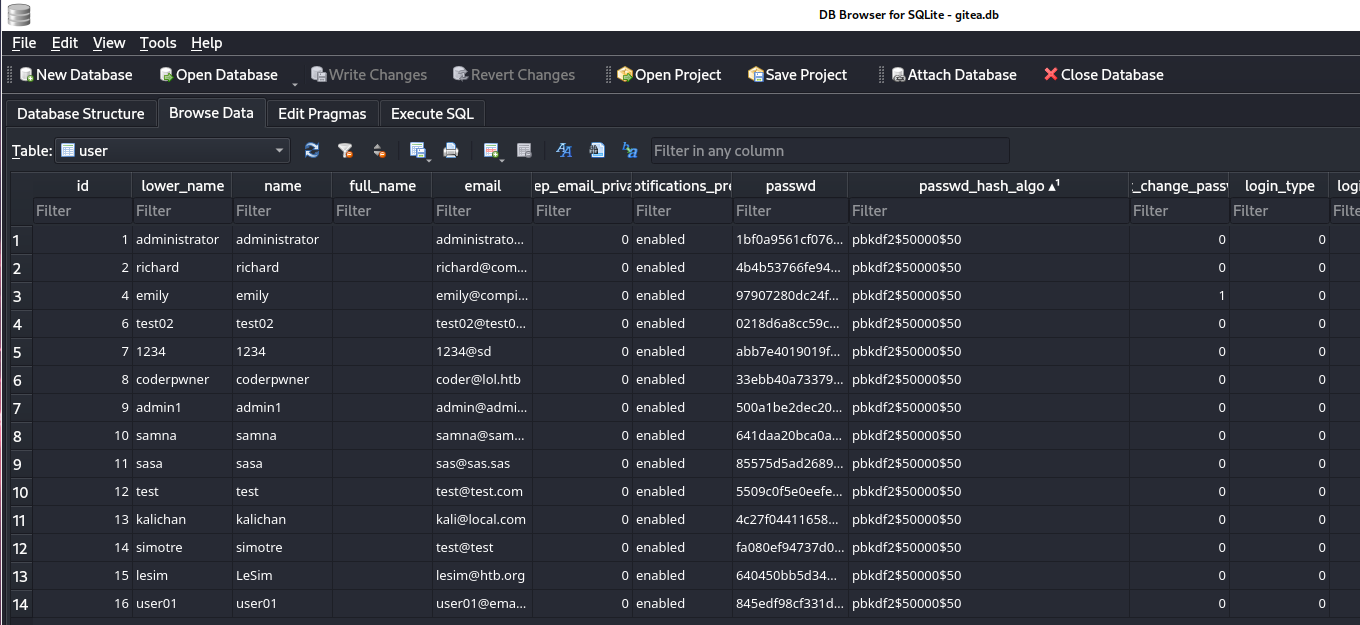 DB Browser for SQLite - gitea.db
File Edit View Tools Help
New Database Open Database Write Changes Revert Changes Open Project Save Project Attach Database Close Database
Database Structure Browse Data Edit Pragmas Execute SQL
Table: user Filter in any column
id lower_name name full_name email ep_email_priva otifications_pre passwd passwd_hash_algo ▲1 _change_passv login_type logi
Filter Filter Filter Filter Filter Filter Filter Filter Filter Filter Filter Filte
1 1 administrator administrator administrato... 0 enabled 1bf0a9561cf076... pbkdf2$50000$50 0 0
2 2 richard richard richard@com... 0 enabled 4b4b53766fe94... pbkdf2$50000$50 0 0
3 4 emily emily emily@compi... 0 enabled 97907280dc24f... pbkdf2$50000$50 1 0
4 6 test02 test02 test02@test0... 0 enabled 0218d6a8cc59c... pbkdf2$50000$50 0 0
5 7 1234 1234 1234@sd 0 enabled abb7e4019019f... pbkdf2$50000$50 0 0
6 8 coderpwner coderpwner coder@lol.htb 0 enabled 33ebb40a73379... pbkdf2$50000$50 0 0
7 9 admin1 admin1 admin@admi... 0 enabled 500a1be2dec20... pbkdf2$50000$50 0 0
8 10 samna samna samna@sam... 0 enabled 641daa20bca0a... pbkdf2$50000$50 0 0
9 11 sasa sasa sas@sas.sas 0 enabled 85575d5ad2689... pbkdf2$50000$50 0 0
10 12 test test test@test.com 0 enabled 5509c0f5e0eefe... pbkdf2$50000$50 0 0
11 13 kalichan kalichan kali@local.com 0 enabled 4c27f04411658... pbkdf2$50000$50 0 0
12 14 simotre simotre test@test 0 enabled fa080ef94737d0... pbkdf2$50000$50 0 0
13 15 lesim LeSim lesim@htb.org 0 enabled 640450bb5d34... pbkdf2$50000$50 0 0
14 16 user01 user01 user01@ema... 0 enabled 845edf98cf331d... pbkdf2$50000$50 0 0